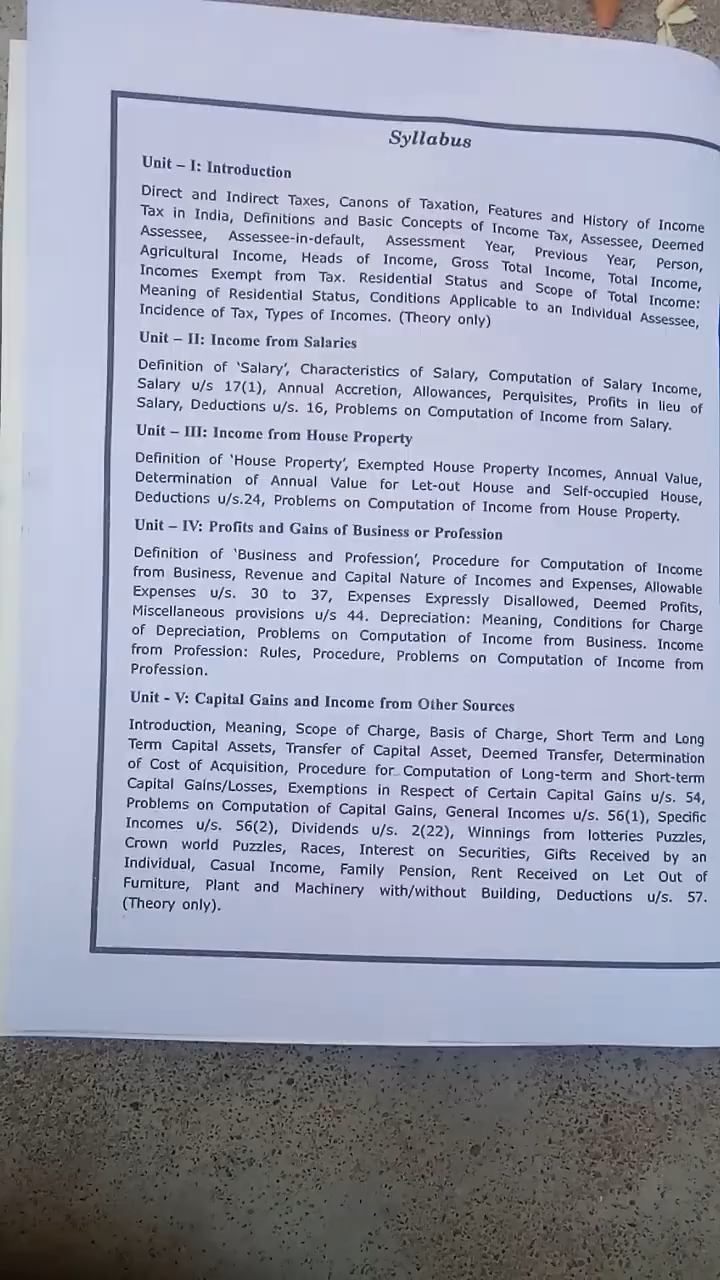 Syllabus
Unit – I: Introduction
Direct and Indirect Taxes, Canons of Taxation, Features and History of Income
Tax in India, Definitions and Basic Concepts of Income Tax, Assessee, Deemed
Assessee, Assessee-in-default, Assessment Year, Previous Year, Person,
Agricultural Income, Heads of Income, Gross Total Income, Total Income,
Incomes Exempt from Tax. Residential Status and Scope of Total Income:
Meaning of Residential Status, Conditions Applicable to an Individual Assessee,
Incidence of Tax, Types of Incomes. (Theory only)
Unit – II: Income from Salaries
Definition of ‘Salary’, Characteristics of Salary, Computation of Salary Income,
Salary u/s 17(1), Annual Accretion, Allowances, Perquisites, Profits in lieu of
Salary, Deductions u/s. 16, Problems on Computation of Income from Salary.
Unit – III: Income from House Property
Definition of ‘House Property’, Exempted House Property Incomes, Annual Value,
Determination of Annual Value for Let-out House and Self-occupied House,
Deductions u/s.24, Problems on Computation of Income from House Property.
Unit – IV: Profits and Gains of Business or Profession
Definition of ‘Business and Profession’, Procedure for Computation of Income
from Business, Revenue and Capital Nature of Incomes and Expenses, Allowable
Expenses u/s. 30 to 37, Expenses Expressly Disallowed, Deemed Profits,
Miscellaneous provisions u/s 44. Depreciation: Meaning, Conditions for Charge
of Depreciation, Problems on Computation of Income from Business. Income
from Profession: Rules, Procedure, Problems on Computation of Income from
Profession.
Unit - V: Capital Gains and Income from Other Sources
Introduction, Meaning, Scope of Charge, Basis of Charge, Short Term and Long
Term Capital Assets, Transfer of Capital Asset, Deemed Transfer, Determination
of Cost of Acquisition, Procedure for Computation of Long-term and Short-term
Capital Gains/Losses, Exemptions in Respect of Certain Capital Gains u/s. 54,
Problems on Computation of Capital Gains, General Incomes u/s. 56(1), Specific
Incomes u/s. 56(2), Dividends u/s. 2(22), Winnings from lotteries Puzzles,
Crown world Puzzles, Races, Interest on Securities, Gifts Received by an
Individual, Casual Income, Family Pension, Rent Received on Let Out of
Furniture, Plant and Machinery with/without Building, Deductions u/s. 57.
(Theory only).